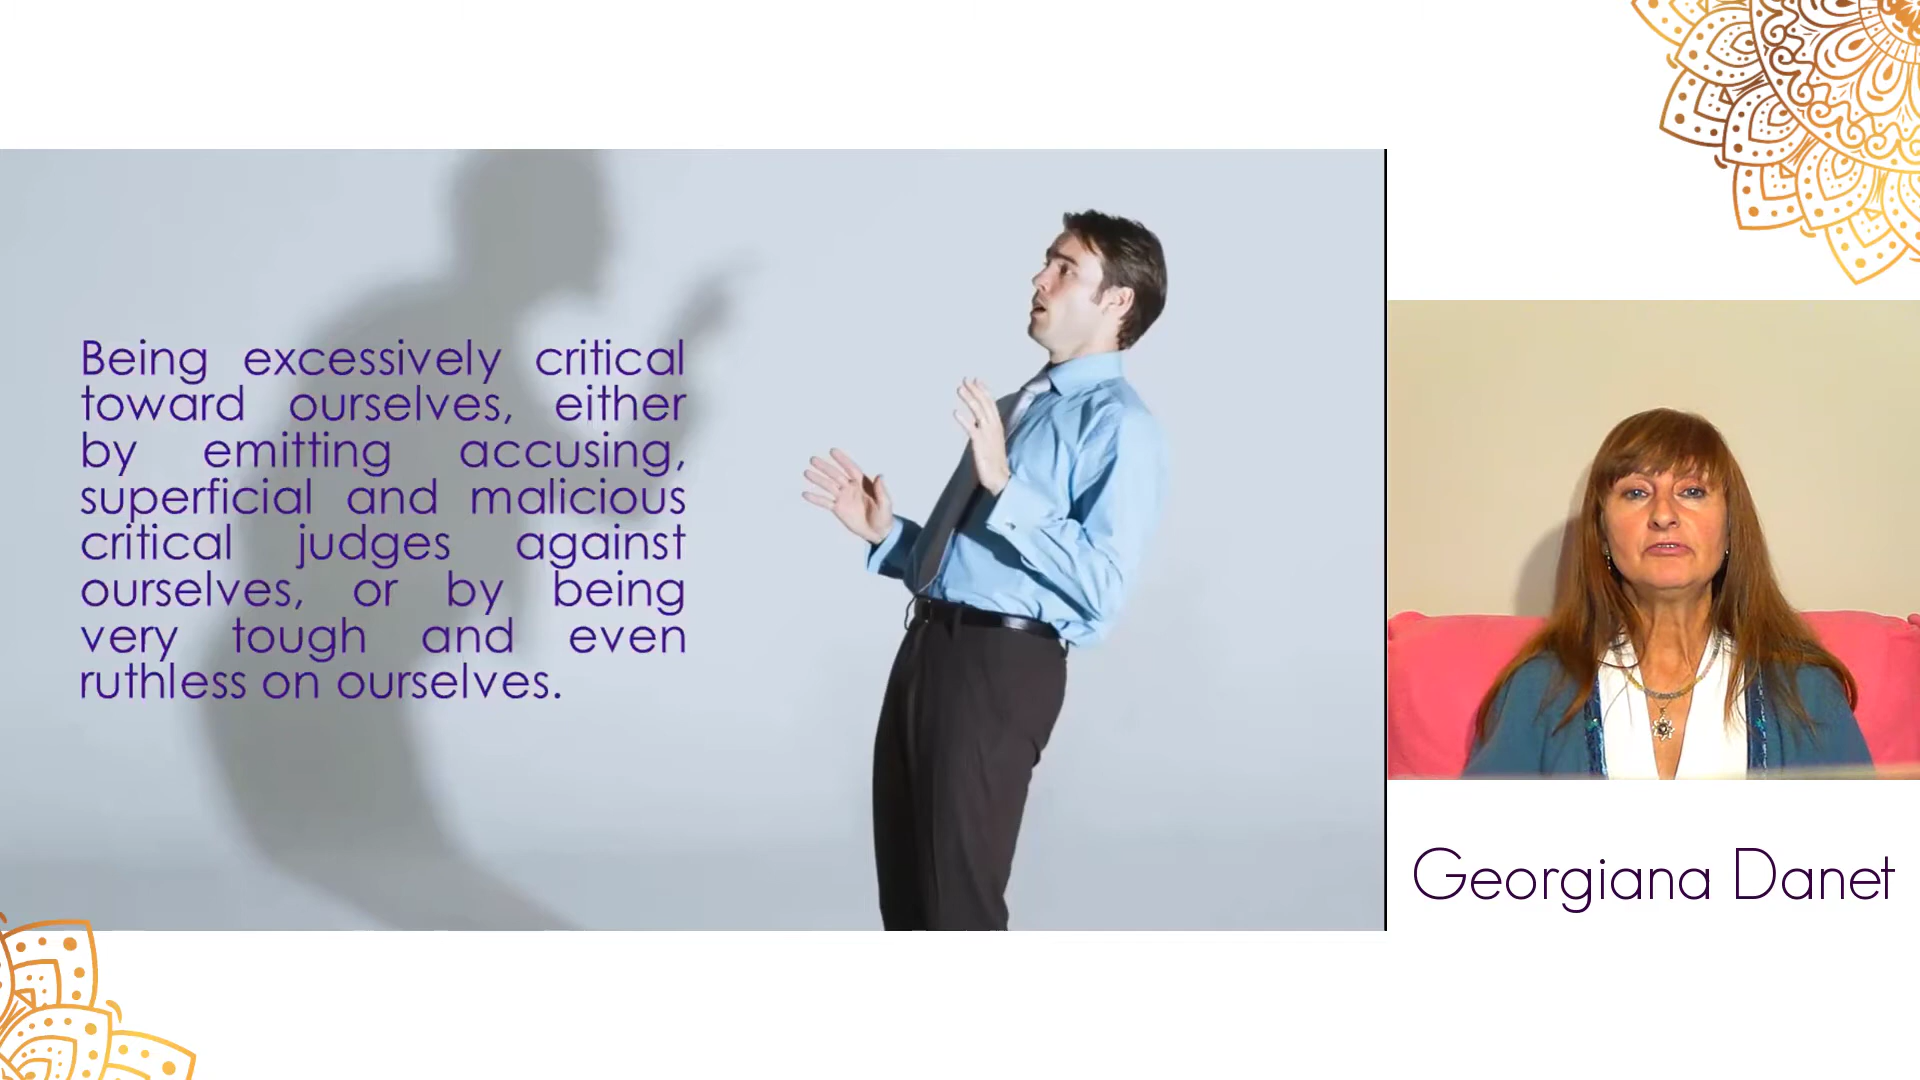 Being excessively critical
toward ourselves, either
by emitting accusing,
superficial and malicious
critical judges against
ourselves, or by being
very tough and even
ruthless on ourselves.
Georgiana Danet